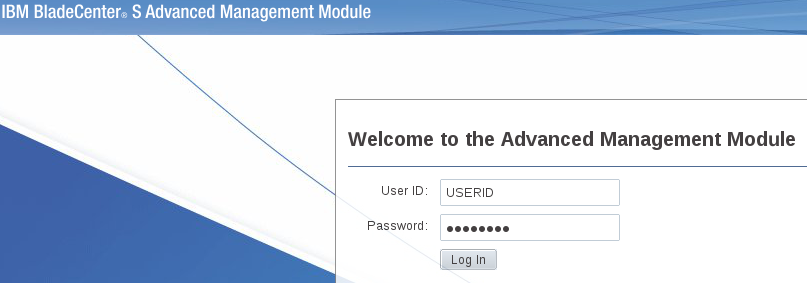 IBM BladeCenter® S Advanced Management Module
Welcome to the Advanced Management Module
User ID: USERID
Password: ••••••••
Log In